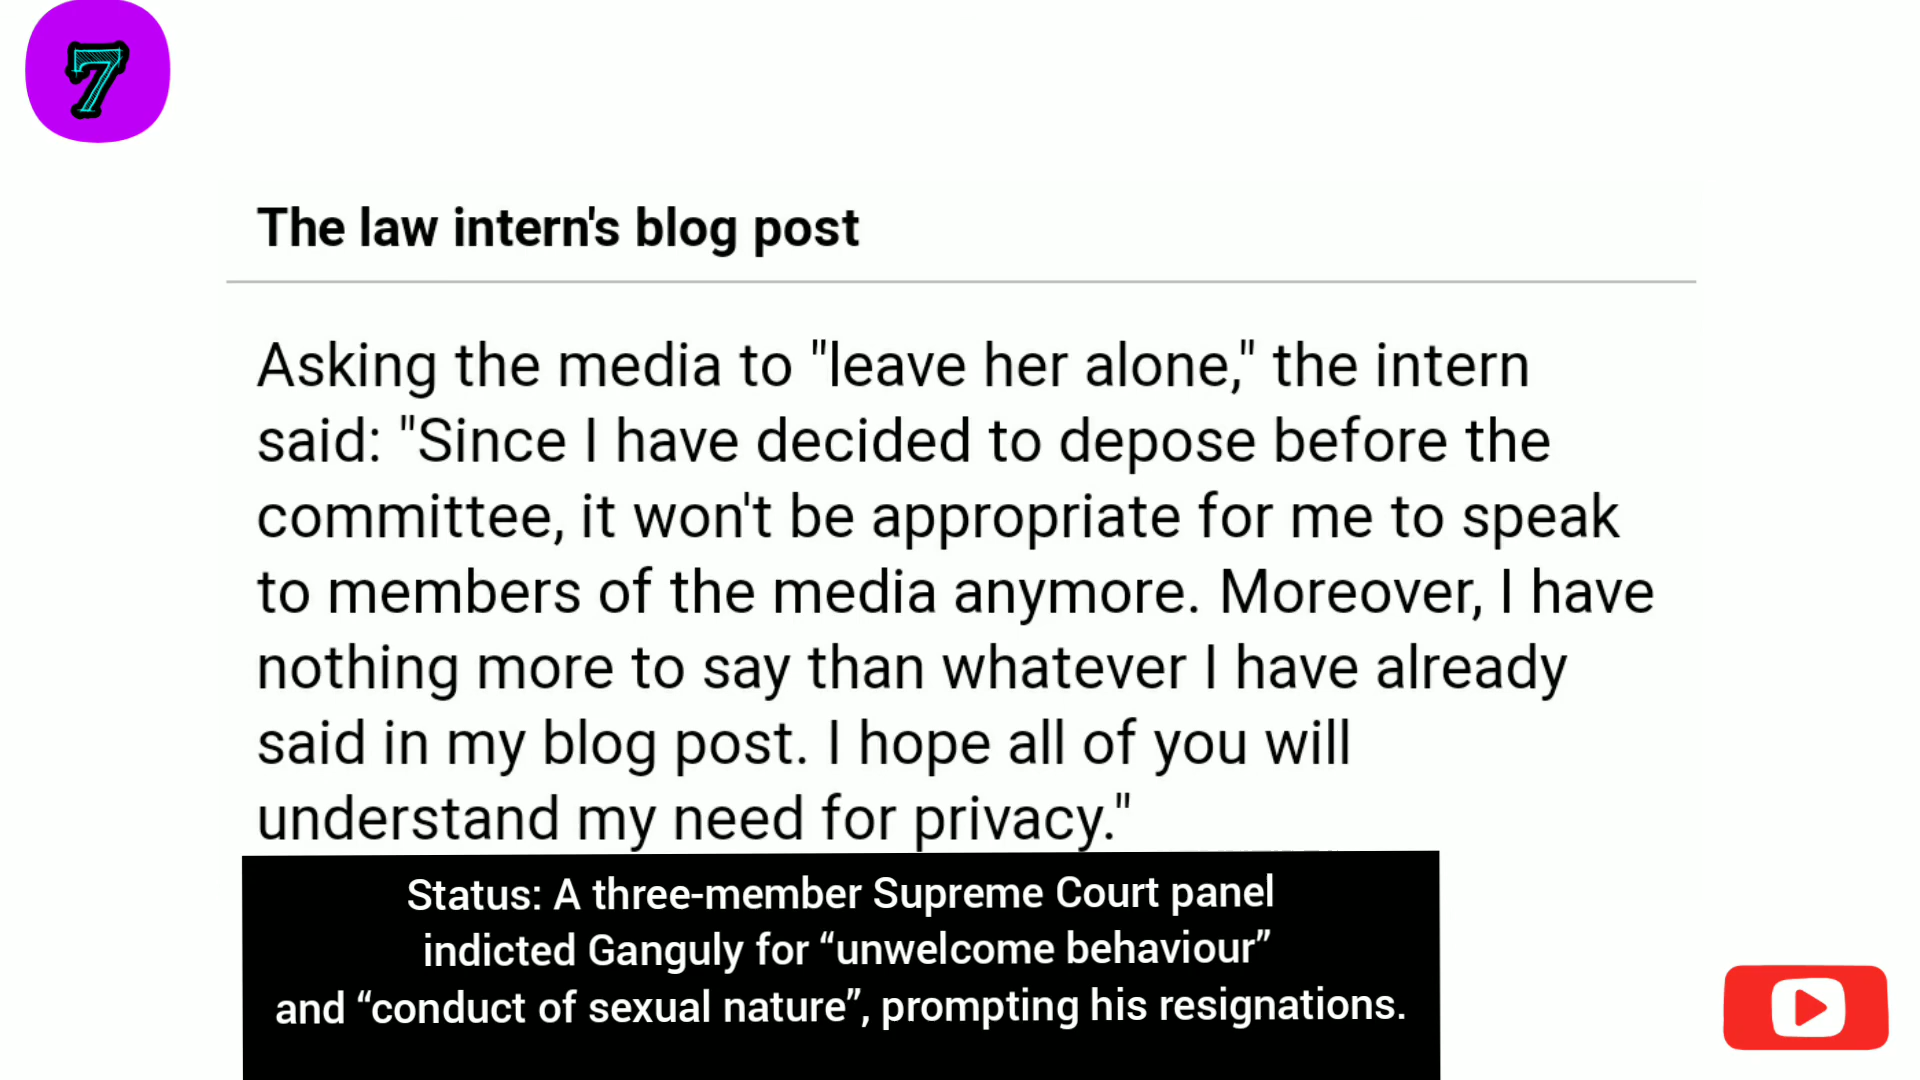 7
The law intern's blog post
Asking the media to "leave her alone," the intern
said: "Since I have decided to depose before the
committee, it won't be appropriate for me to speak
to members of the media anymore. Moreover, I have
nothing more to say than whatever I have already
said in my blog post. I hope all of you will
understand my need for privacy."
Status: A three-member Supreme Court panel
indicted Ganguly for “unwelcome behaviour”
and “conduct of sexual nature”, prompting his resignations.